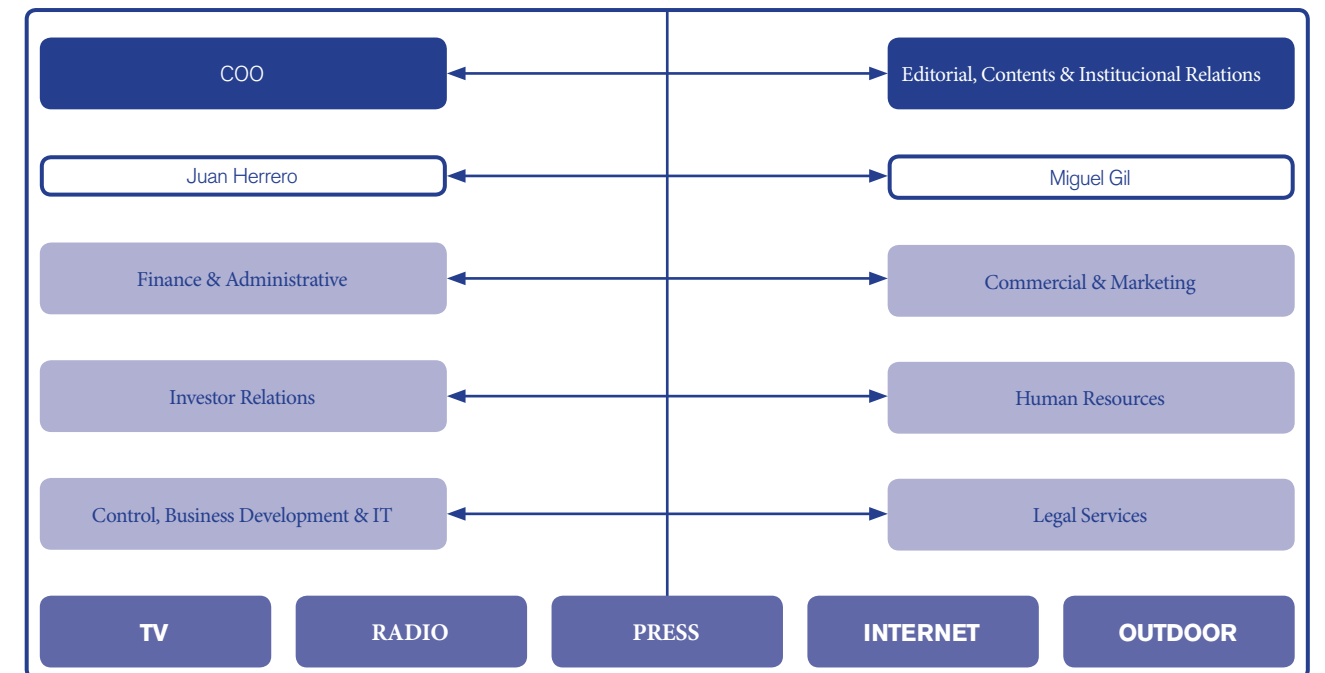 COO
Editorial, Contents & Institucional Relations
Juan Herrero
Miguel Gil
Finance & Administrative
Commercial & Marketing
Investor Relations
Human Resources
Control, Business Development & IT
Legal Services
TV
RADIO
PRESS
INTERNET
OUTDOOR